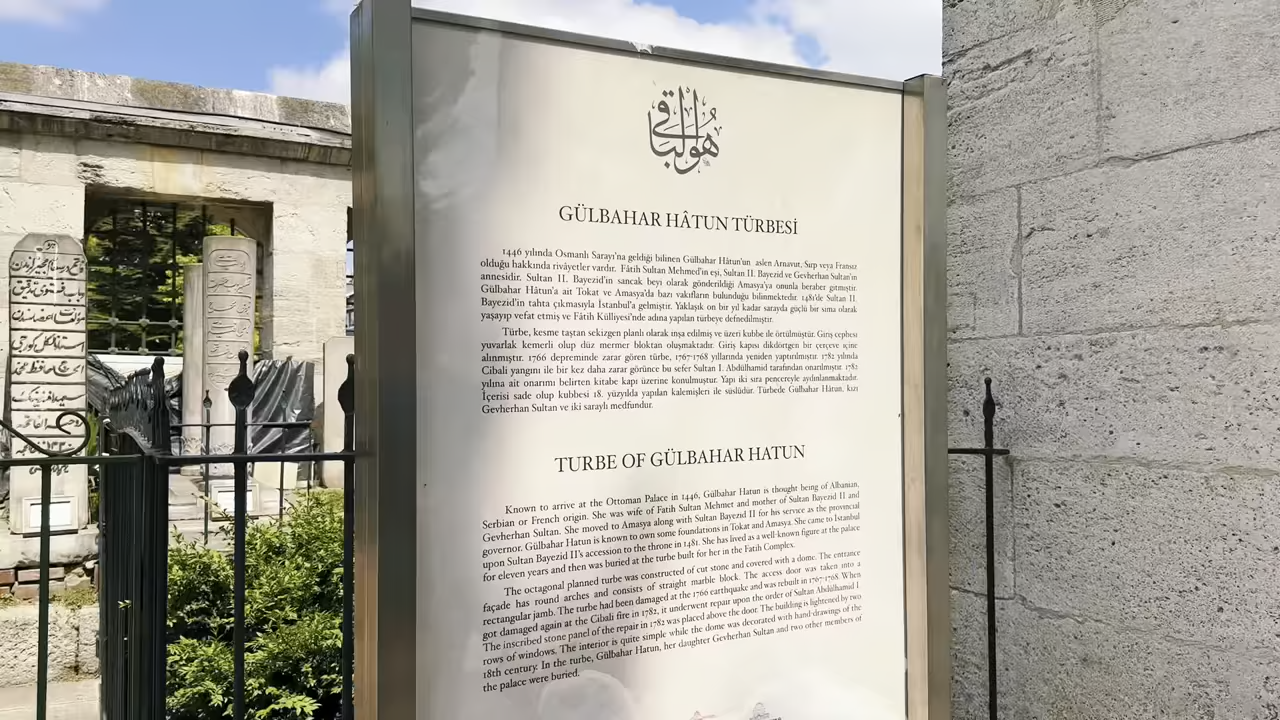 هو الباقي
GÜLBAHAR HÂTUN TÜRBESİ
1446 yılında Osmanlı Sarayı'na geldiği bilinen Gülbahar Hâtun'un aslen Arnavut, Sırp veya Fransız
olduğu hakkında rivâyetler vardır. Fâtih Sultan Mehmed'in eşi, Sultan II. Bayezid ve Gevherhan Sultan'ın
annesidir. Sultan II. Bayezid'in sancak beyi olarak gönderildiği Amasya'ya onunla beraber gitmiştir.
Gülbahar Hâtun'a ait Tokat ve Amasya'da bazı vakıfların bulunduğu bilinmektedir. 1481'de Sultan II.
Bayezid'in tahta çıkmasıyla İstanbul'a gelmiştir. Yaklaşık on bir yıl kadar sarayda güçlü bir sima olarak
yaşayıp vefat etmiş ve Fâtih Külliyesi'nde adına yapılan türbeye defnedilmiştir.
Türbe, kesme taştan sekizgen planlı olarak inşa edilmiş ve üzeri kubbe ile örtülmüştür. Giriş cephesi
yuvarlak kemerli olup düz mermer bloktan oluşmaktadır. Giriş kapısı dikdörtgen bir çerçeve içine
alınmıştır. 1766 depreminde zarar gören türbe, 1767-1768 yıllarında yeniden yaptırılmıştır. 1782 yılında
Cibali yangını ile bir kez daha zarar görünce bu sefer Sultan I. Abdülhamid tarafından onarılmıştır. 1782
yılına ait onarımı belirten kitabe kapı üzerine konulmuştur. Yapı iki sıra pencereyle aydınlanmaktadır.
İçerisi sade olup kubbesi 18. yüzyılda yapılan kalemişleri ile süslüdür. Türbede Gülbahar Hâtun, kızı
Gevherhan Sultan ve iki saraylı medfundur.
TURBE OF GÜLBAHAR HATUN
Known to arrive at the Ottoman Palace in 1446, Gülbahar Hatun is thought being of Albanian,
Serbian or French origin. She was wife of Fatih Sultan Mehmet and mother of Sultan Bayezid II and
Gevherhan Sultan. She moved to Amasya along with Sultan Bayezid II for his service as the provincial
governor. Gülbahar Hatun is known to own some foundations in Tokat and Amasya. She came to İstanbul
upon Sultan Bayezid II's accession to the throne in 1481. She has lived as a well-known figure at the palace
for eleven years and then was buried at the turbe built for her in the Fatih Complex.
The octagonal planned turbe was constructed of cut stone and covered with a dome. The entrance
façade has round arches and consists of straight marble block. The access door was taken into a
rectangular jamb. The turbe had been damaged at the 1766 earthquake and was rebuilt in 1767-1768. When
got damaged again at the Cibali fire in 1782, it underwent repair upon the order of Sultan Abdülhamid I.
The inscribed stone panel of the repair in 1782 was placed above the door. The building is lightened by two
rows of windows. The interior is quite simple while the dome was decorated with hand drawings of the
18th century. In the turbe, Gülbahar Hatun, her daughter Gevherhan Sultan and two other members of
the palace were buried.